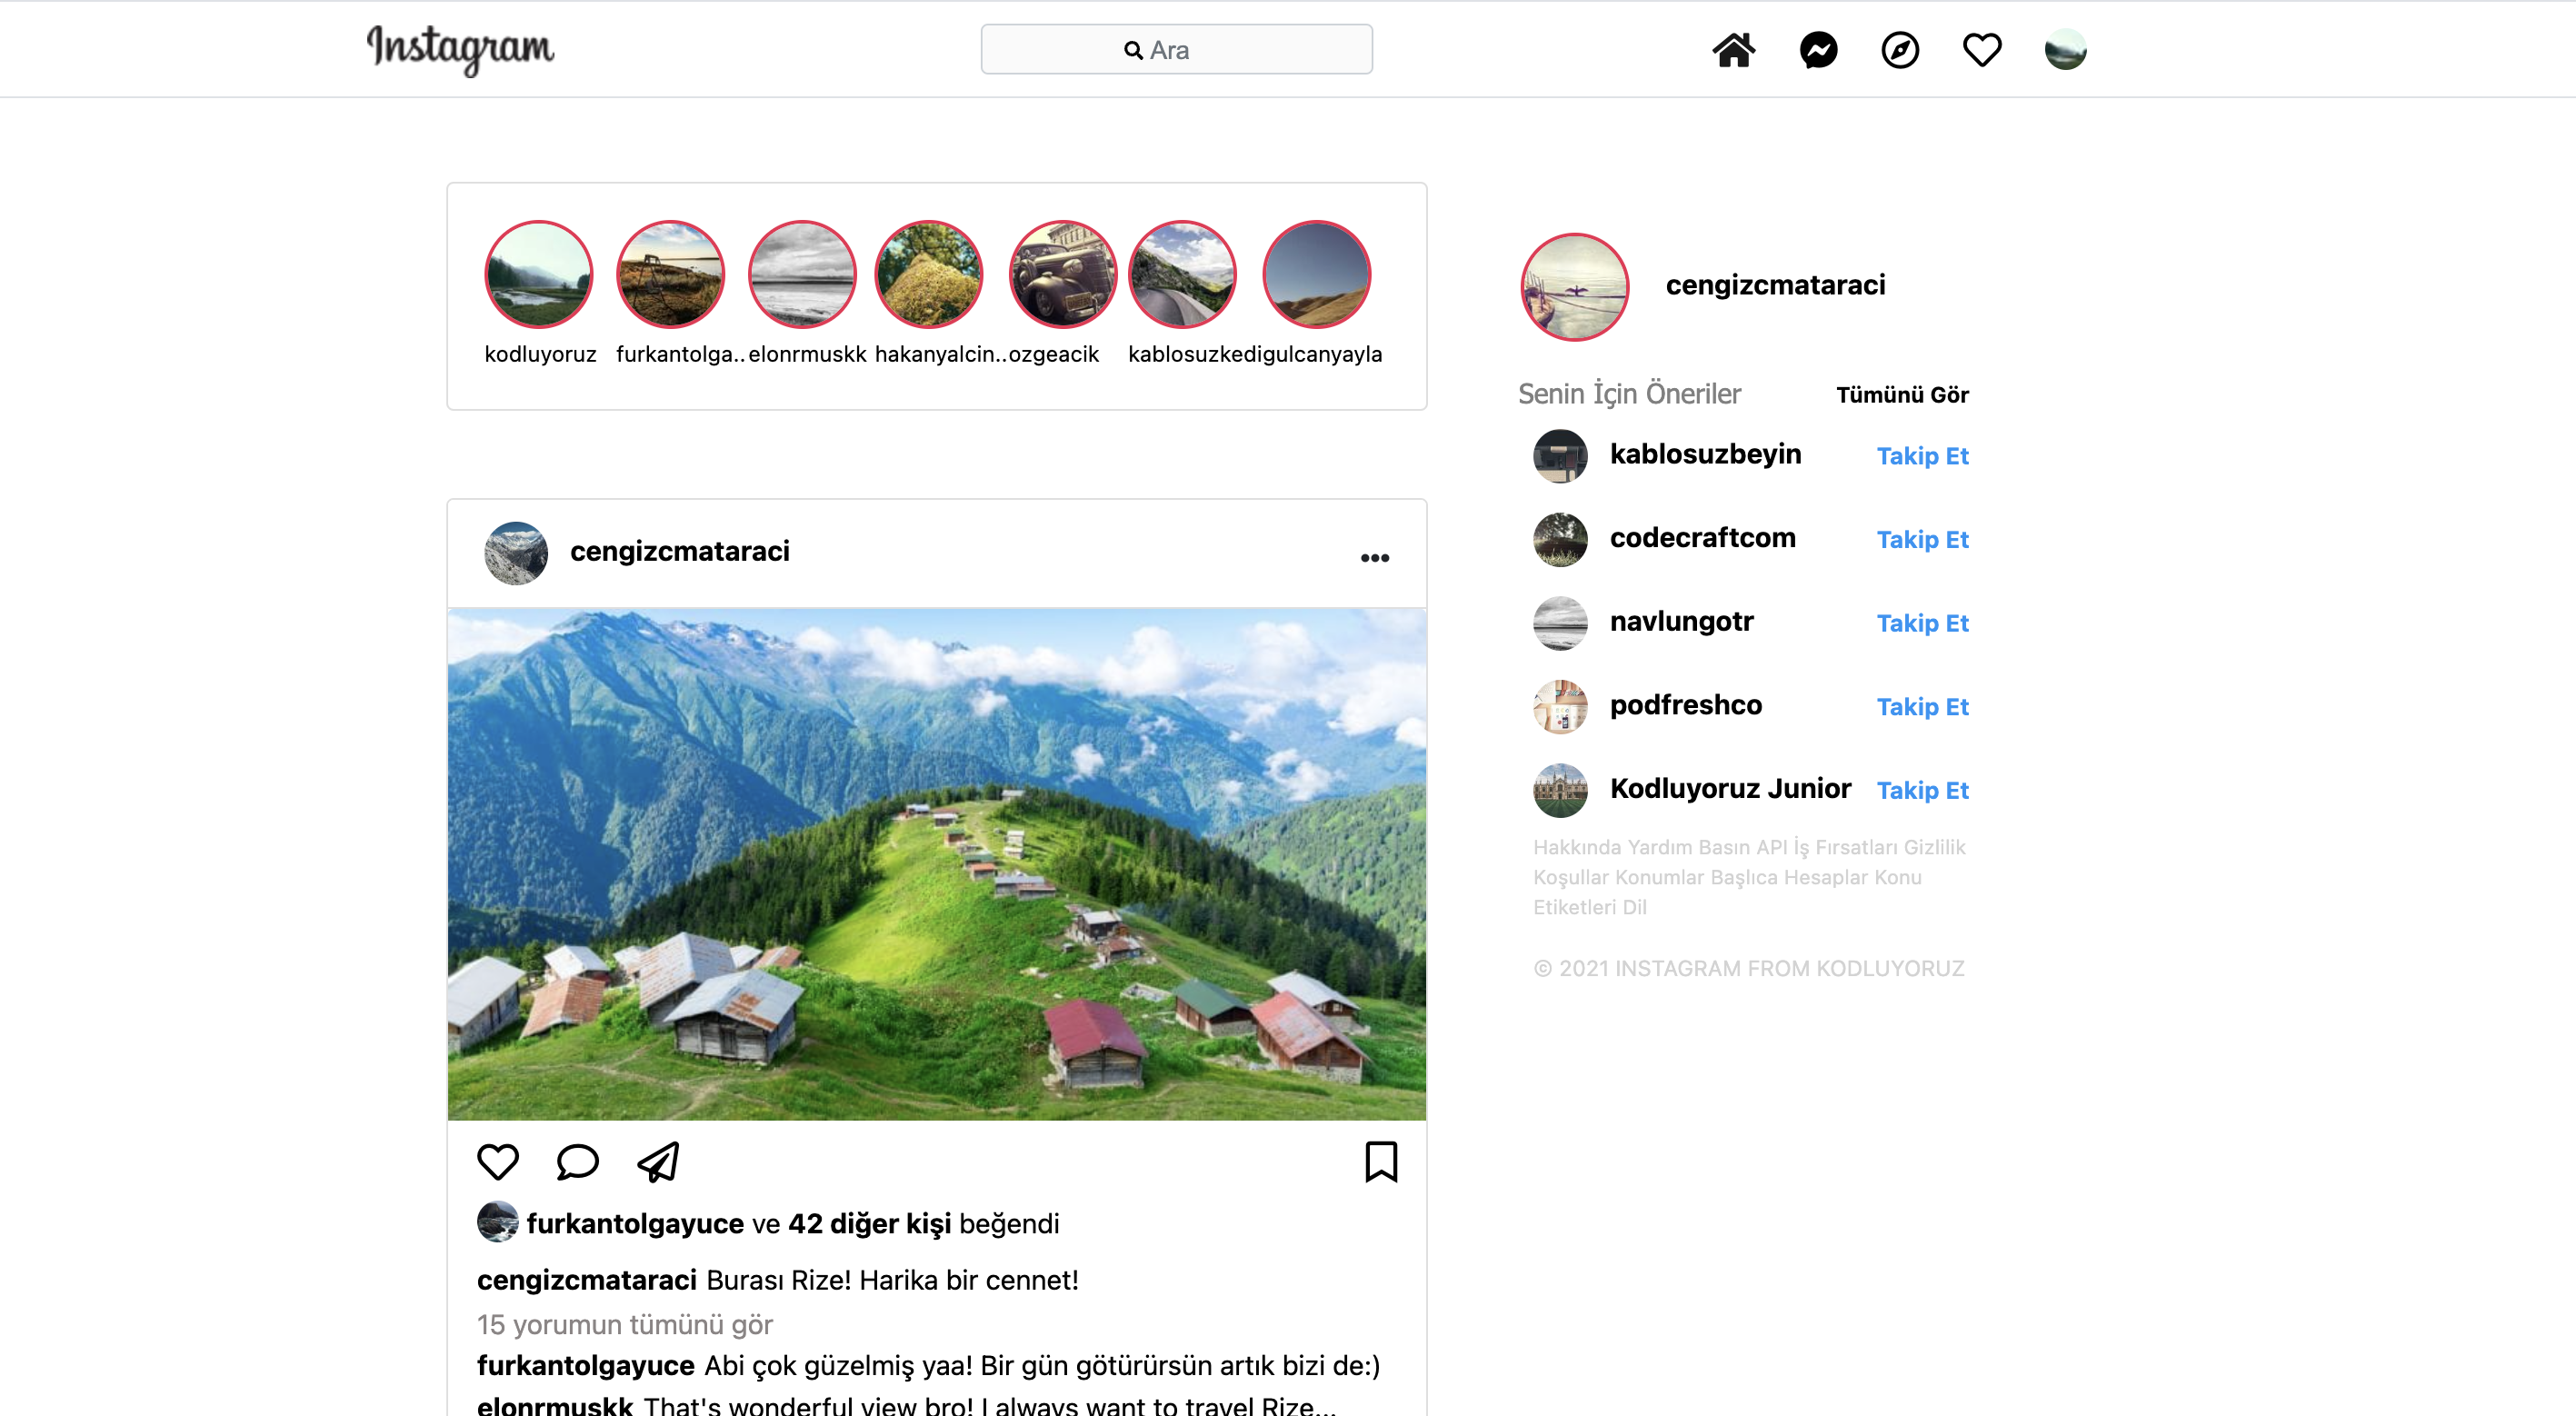 Instagram
Ara
kodluyoruz furkantolga.. elonrmuskk hakanyalcin.. ozgeacik kablosuzkedi gulcanyayla
cengizcmataraci
Senin İçin Öneriler Tümünü Gör
kablosuzbeyin Takip Et
codecraftcom Takip Et
navlungotr Takip Et
podfreshco Takip Et
Kodluyoruz Junior Takip Et
Hakkında Yardım Basın API İş Fırsatları Gizlilik
Koşullar Konumlar Başlıca Hesaplar Konu
Etiketleri Dil
© 2021 INSTAGRAM FROM KODLUYORUZ
cengizcmataraci
furkantolgayuce ve 42 diğer kişi beğendi
cengizcmataraci Burası Rize! Harika bir cennet!
15 yorumun tümünü gör
furkantolgayuce Abi çok güzelmiş yaa! Bir gün götürürsün artık bizi de:)
elonrmuskk That's wonderful view bro! I always want to travel Rize...